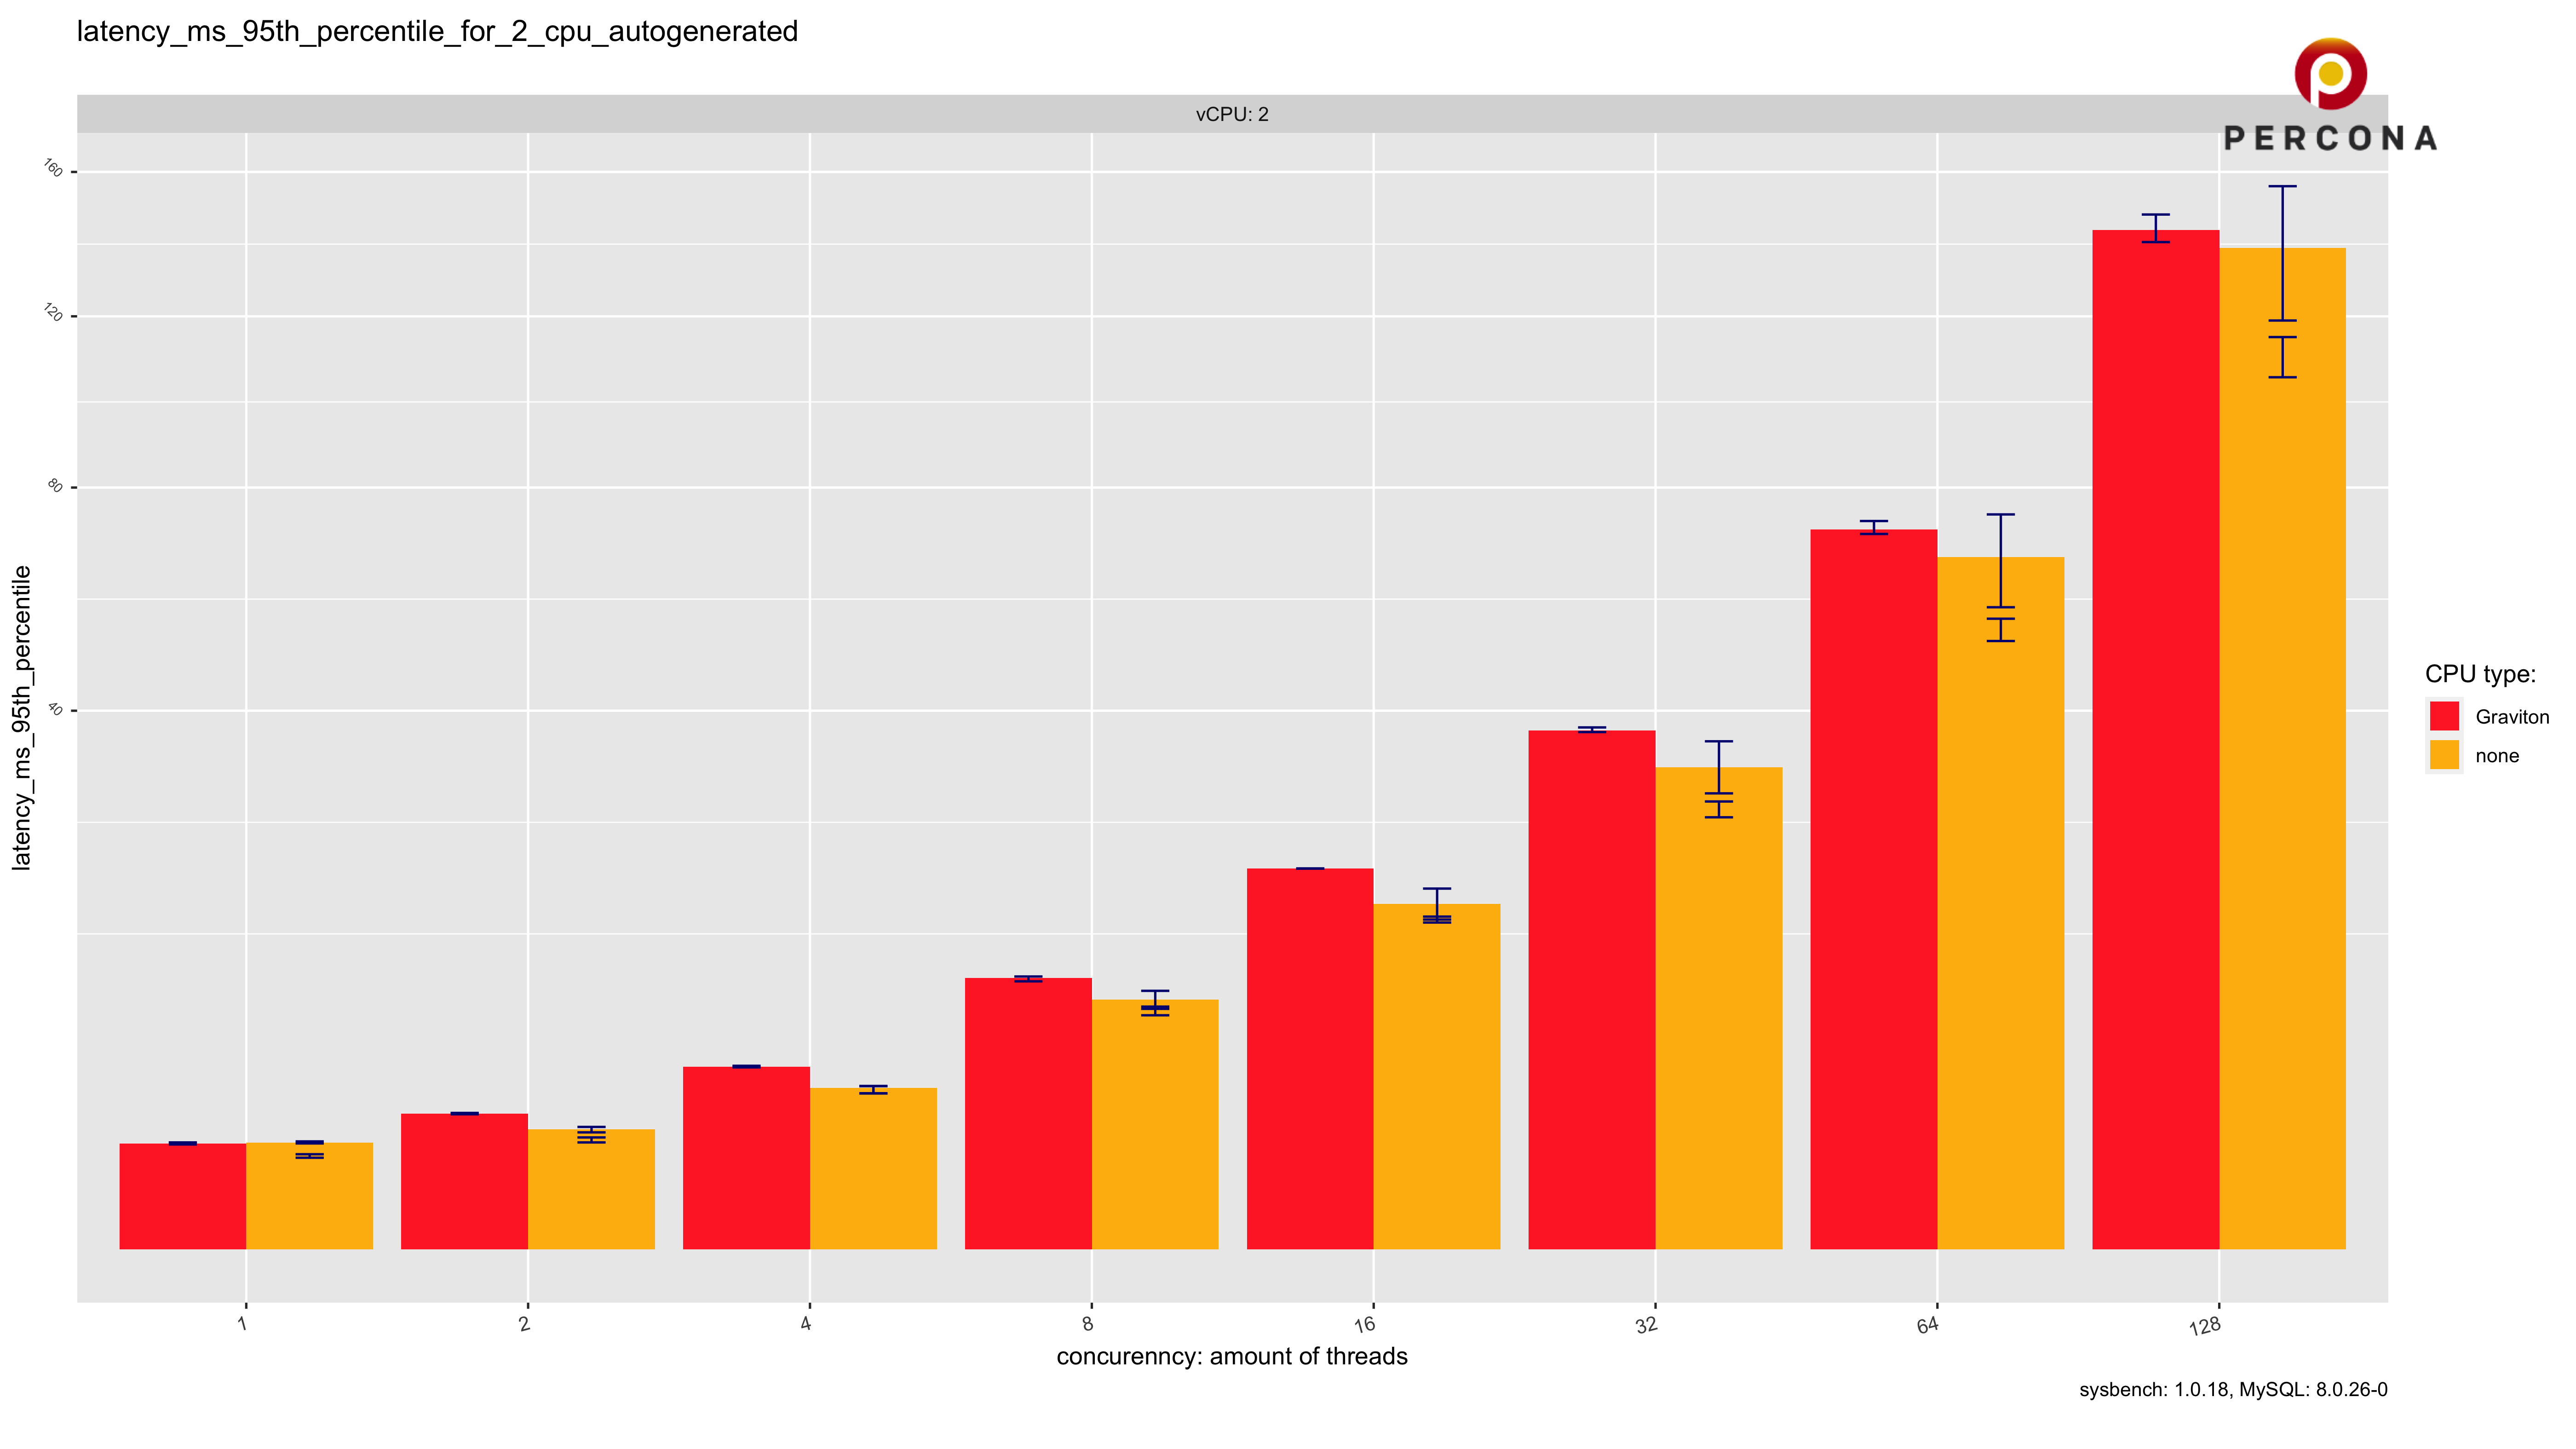 latency_ms_95th_percentile_for_2_cpu_autogenerated
PERCONA
vCPU: 2
160
120
80
40
latency_ms_95th_percentile
CPU type:
Graviton
none
1
2
4
8
16
32
64
128
concurenncy: amount of threads
sysbench: 1.0.18, MySQL: 8.0.26-0